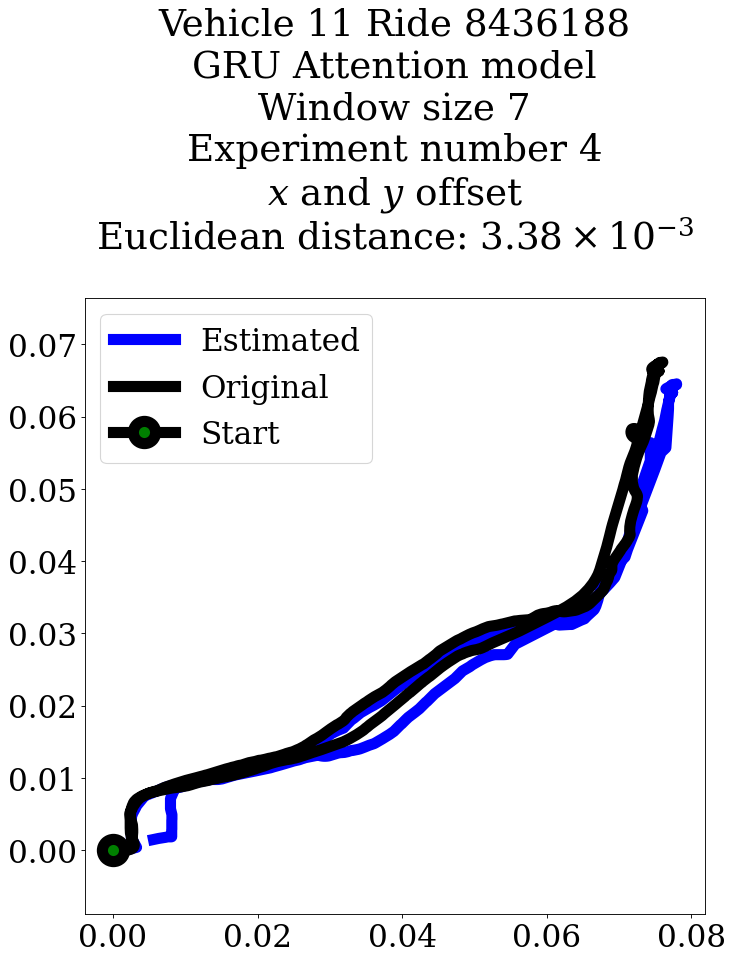 Vehicle 11 Ride 8436188
GRU Attention model
Window size 7
Experiment number 4
x and y offset
Euclidean distance: 3.38 × 10⁻³
Estimated
Original
Start
0.07
0.06
0.05
0.04
0.03
0.02
0.01
0.00
0.00 0.02 0.04 0.06 0.08